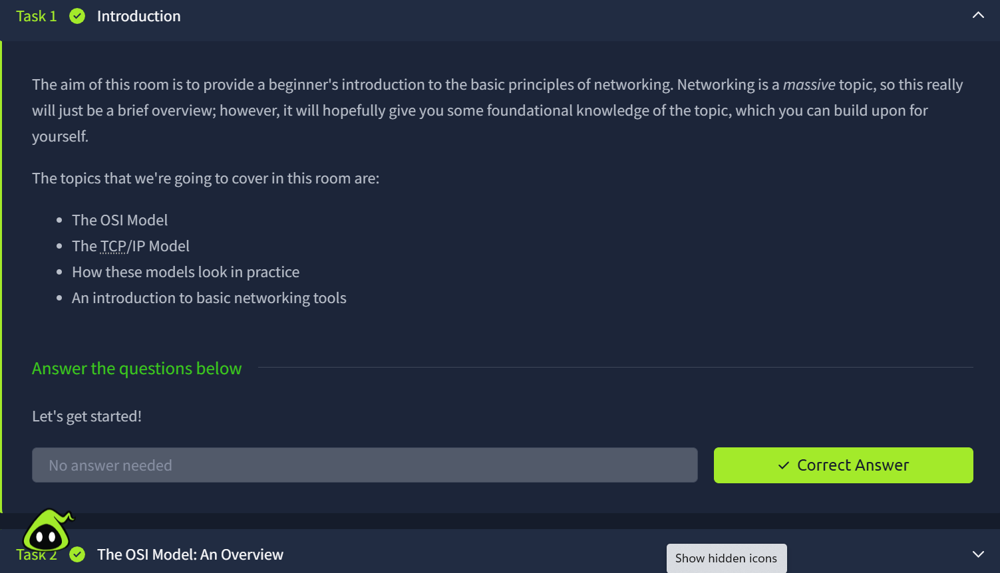 Task 1 Introduction
The aim of this room is to provide a beginner's introduction to the basic principles of networking. Networking is a massive topic, so this really
will just be a brief overview; however, it will hopefully give you some foundational knowledge of the topic, which you can build upon for
yourself.
The topics that we're going to cover in this room are:
The OSI Model
The TCP/IP Model
How these models look in practice
An introduction to basic networking tools
Answer the questions below
Let's get started!
No answer needed
Correct Answer
Task 2 The OSI Model: An Overview
Show hidden icons